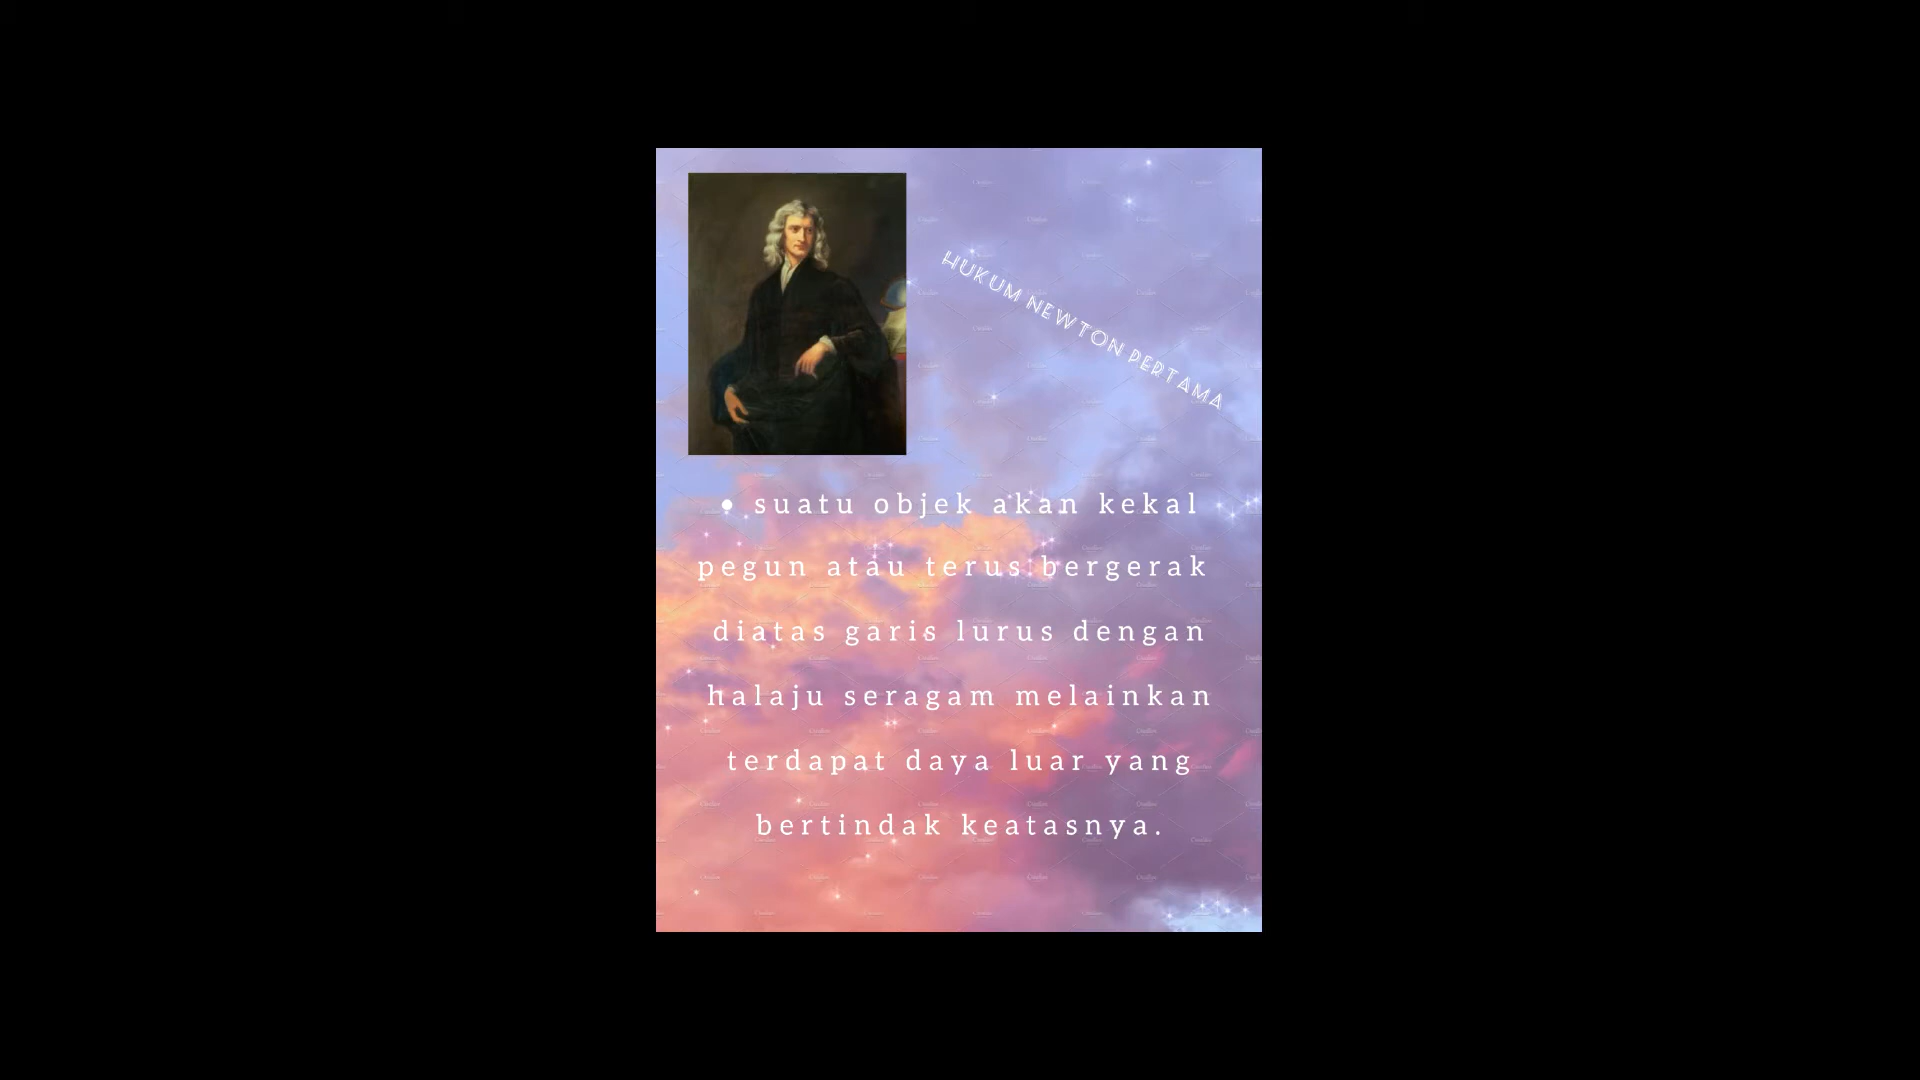 HUKUM NEWTON PERTAMA
• suatu objek akan kekal
pegun atau terus bergerak
diatas garis lurus dengan
halaju seragam melainkan
terdapat daya luar yang
bertindak keatasnya.